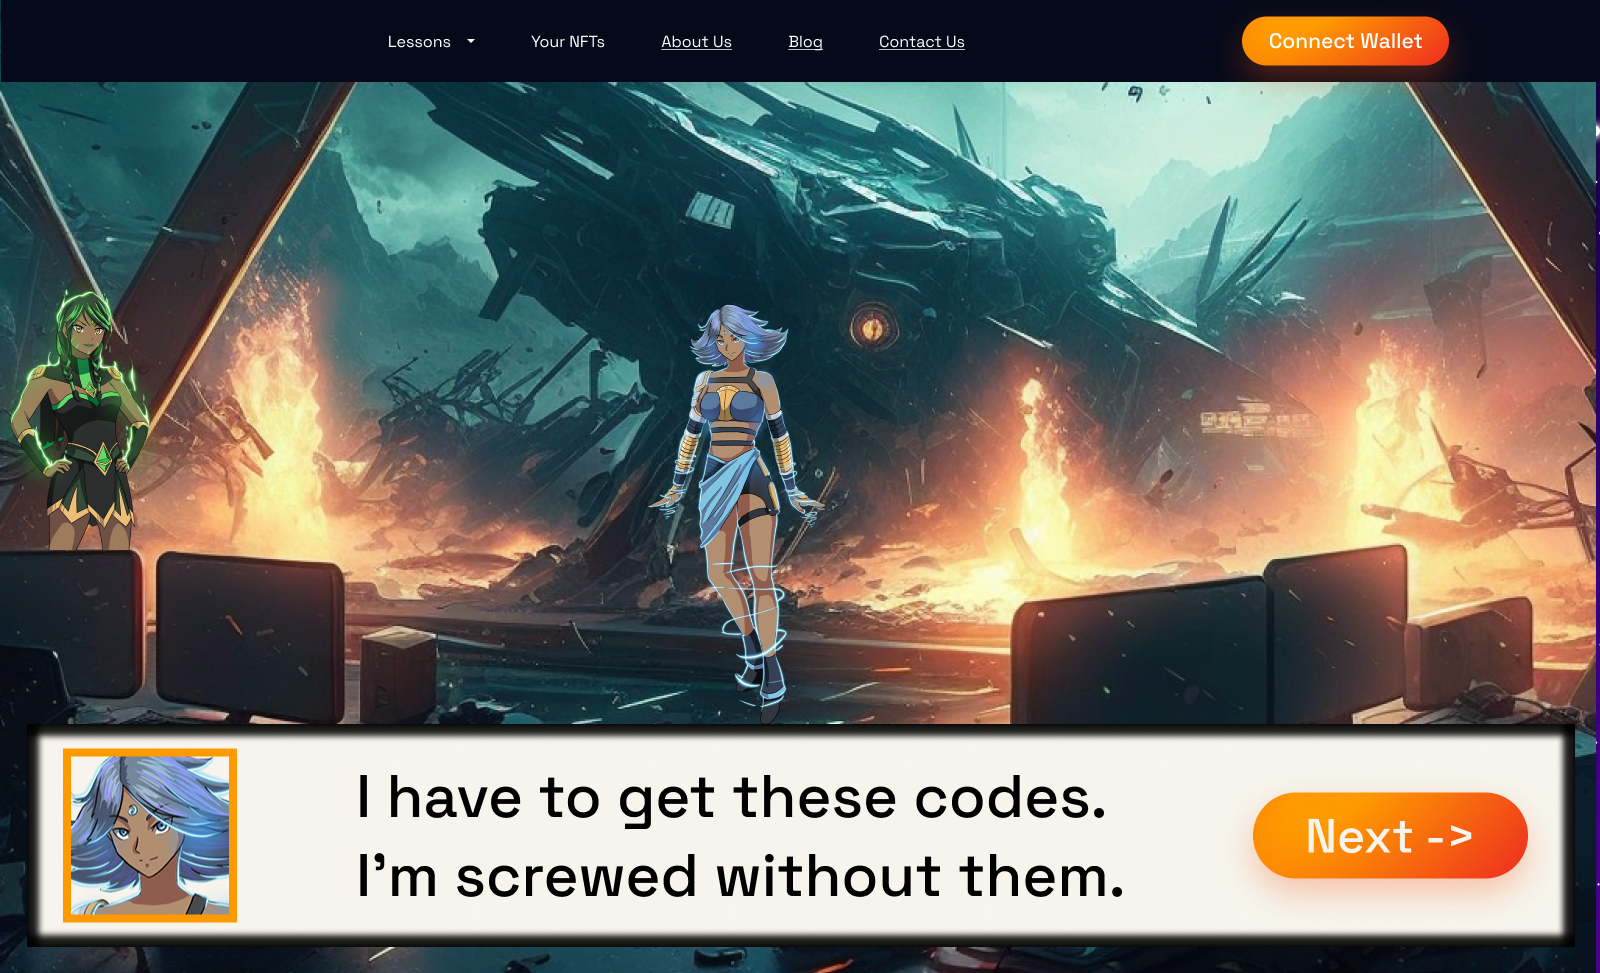 Lessons Your NFTs About Us Blog Contact Us Connect Wallet
I have to get these codes.
I'm screwed without them.
Next ->